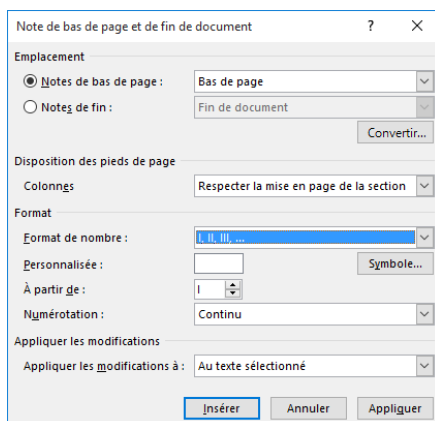 Note de bas de page et de fin de document ? ×
Emplacement
Notes de bas de page : Bas de page
Notes de fin : Fin de document
Convertir...
Disposition des pieds de page
Colonnes Respecter la mise en page de la section
Format
Format de nombre : I, II, III, ...
Personnalisée : Symbole...
À partir de : I
Numérotation : Continu
Appliquer les modifications
Appliquer les modifications à : Au texte sélectionné
Insérer Annuler Appliquer